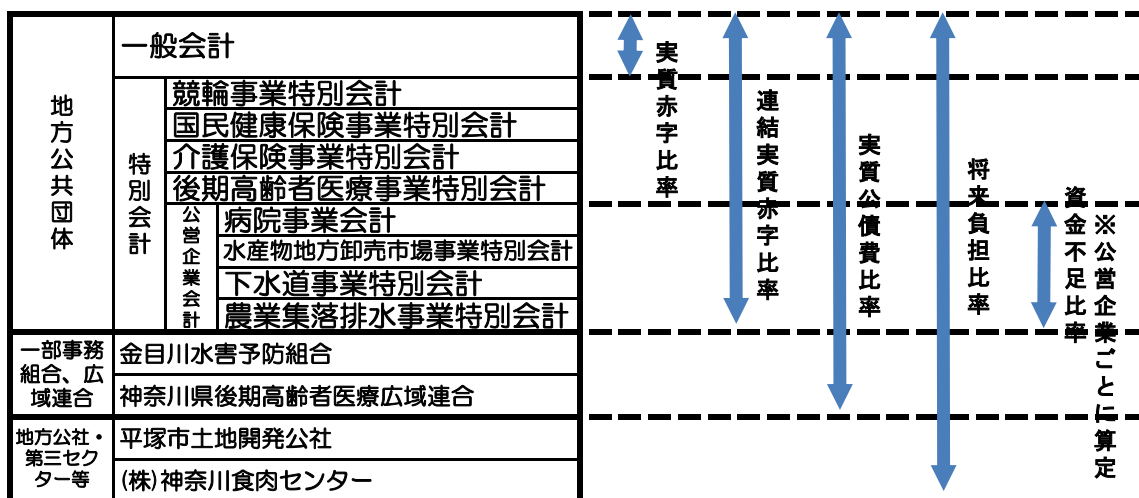 地方公共団体
一般会計
特別会計
競輪事業特別会計
国民健康保険事業特別会計
介護保険事業特別会計
後期高齢者医療事業特別会計
公営企業会計
病院事業会計
水産物地方卸売市場事業特別会計
下水道事業特別会計
農業集落排水事業特別会計
一部事務
組合、広
域連合
金目川水害予防組合
神奈川県後期高齢者医療広域連合
地方公社・
第三セク
ター等
平塚市土地開発公社
(株)神奈川食肉センター
実質赤字比率
連結実質赤字比率
実質公債費比率
将来負担比率
資金不足比率
※公営企業ごとに算定